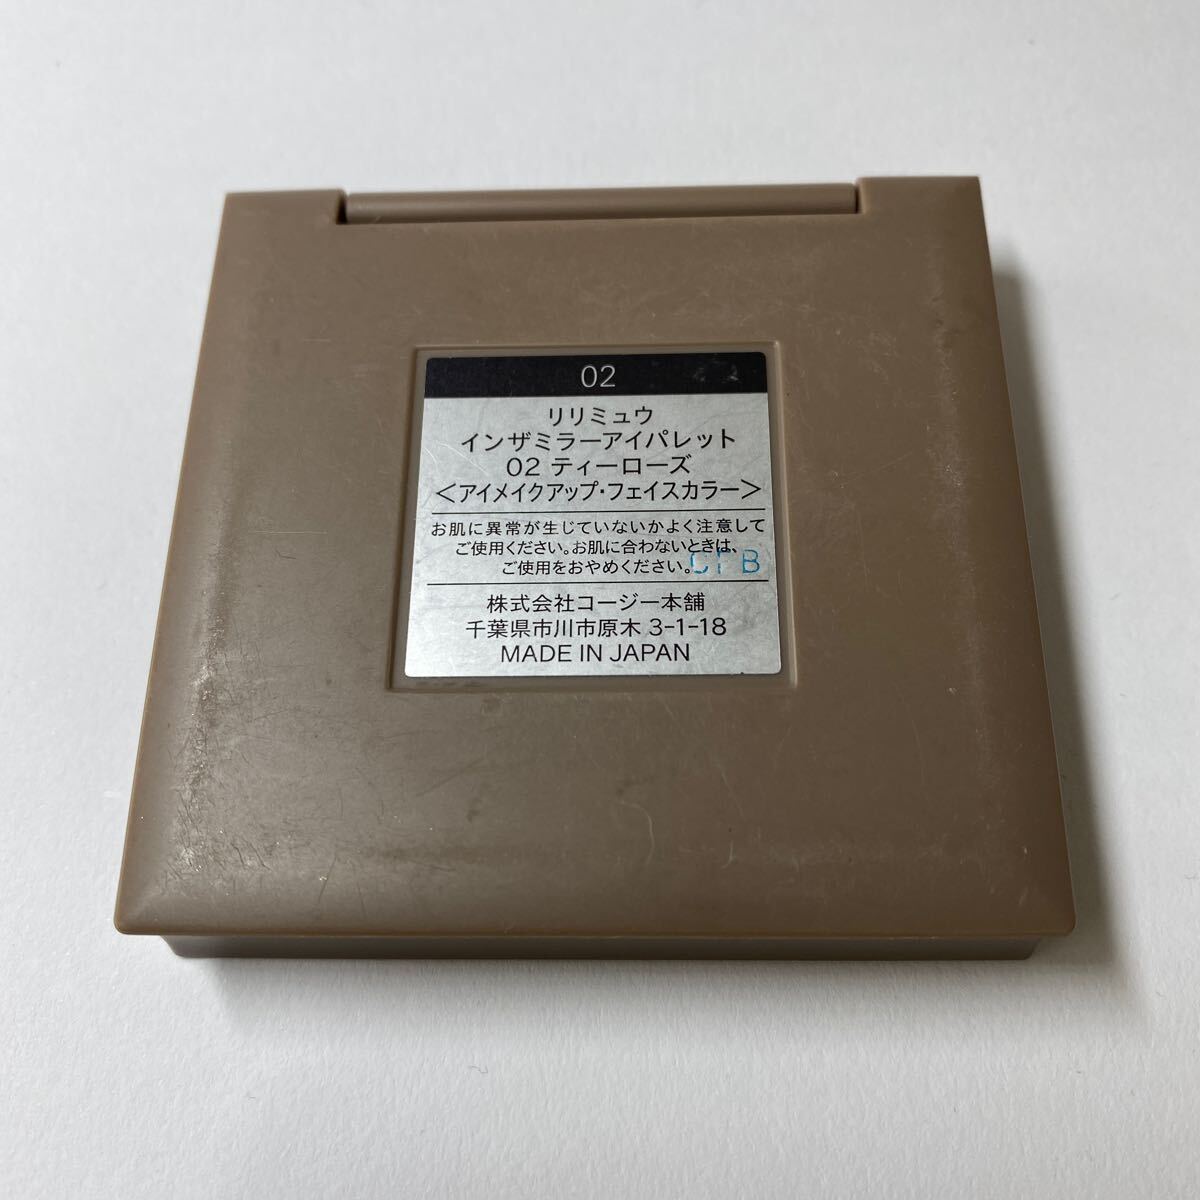 02
リリミュウ
インザミラーアイパレット
02 ティーローズ
＜アイメイクアップ・フェイスカラー＞
お肌に異常が生じていないかよく注意して
ご使用ください。お肌に合わないときは、
ご使用をおやめください。
株式会社コージー本舗
千葉県市川市原木 3-1-18
MADE IN JAPAN